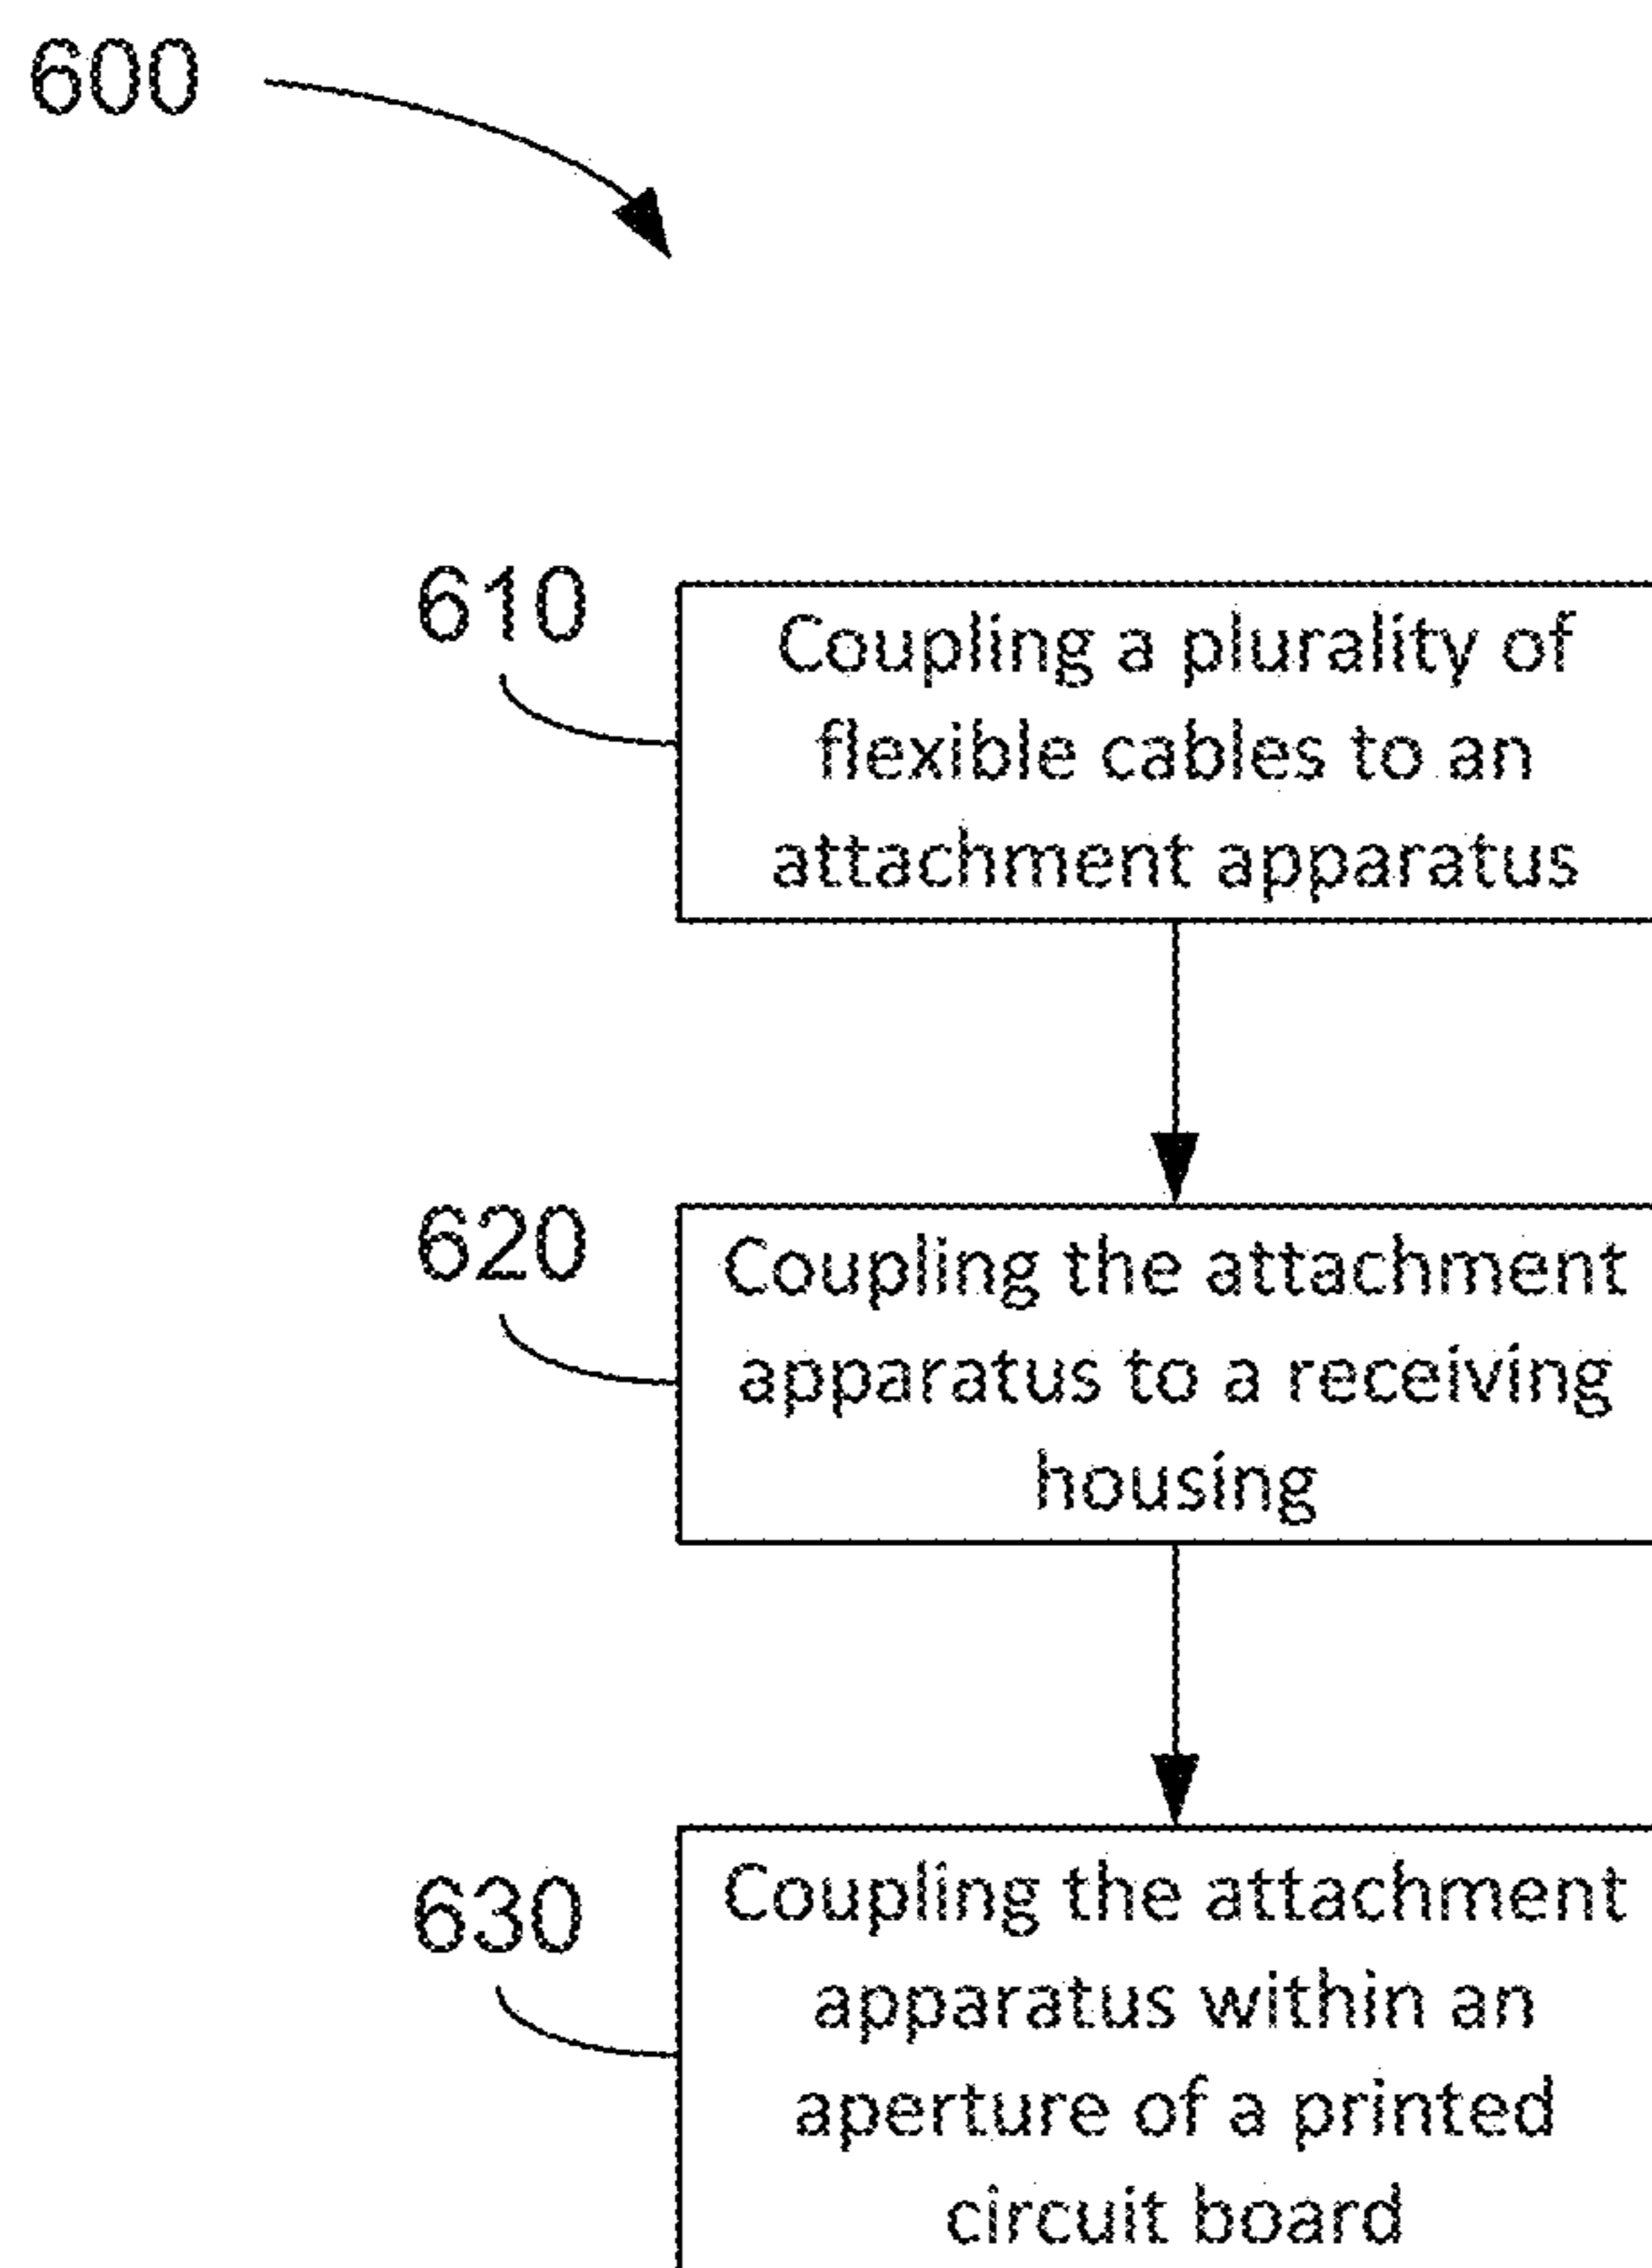 600
610
Coupling a plurality of
flexible cables to an
attachment apparatus
620
Coupling the attachment
apparatus to a receiving
housing
630
Coupling the attachment
apparatus within an
aperture of a printed
circuit board